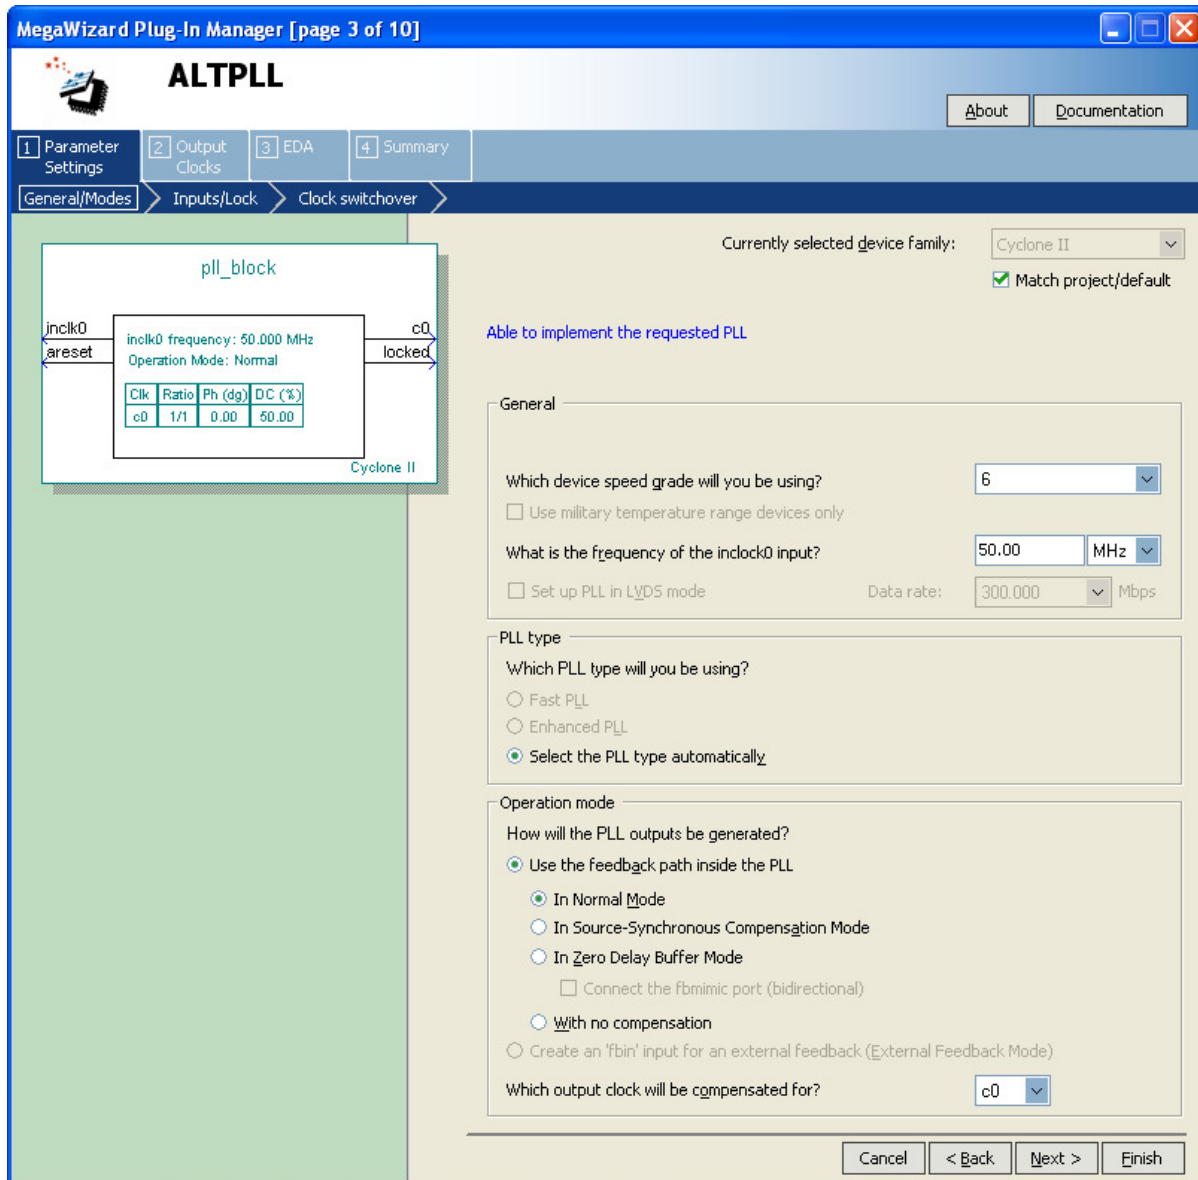 MegaWizard Plug-In Manager [page 3 of 10]
ALTPLL
About
Documentation
1 Parameter Settings
2 Output Clocks
3 EDA
4 Summary
General/Modes
Inputs/Lock
Clock switchover
pll_block
inclk0
areset
c0
locked
inclk0 frequency: 50.000 MHz
Operation Mode: Normal
Clk Ratio Ph (dg) DC (%)
c0 1/1 0.00 50.00
Cyclone II
Currently selected device family:
Cyclone II
Match project/default
Able to implement the requested PLL
General
Which device speed grade will you be using?
6
Use military temperature range devices only
What is the frequency of the inclock0 input?
50.00
MHz
Set up PLL in LVDS mode
Data rate:
300.000
Mbps
PLL type
Which PLL type will you be using?
Fast PLL
Enhanced PLL
Select the PLL type automatically
Operation mode
How will the PLL outputs be generated?
Use the feedback path inside the PLL
In Normal Mode
In Source-Synchronous Compensation Mode
In Zero Delay Buffer Mode
Connect the fbmimic port (bidirectional)
With no compensation
Create an 'fbin' input for an external feedback (External Feedback Mode)
Which output clock will be compensated for?
c0
Cancel
< Back
Next >
Finish